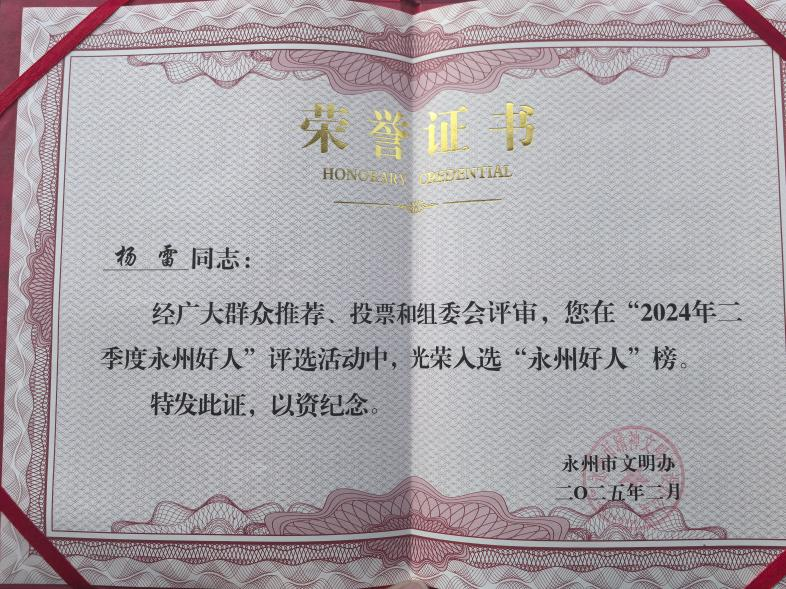 荣誉证书
HONORARY CREDENTIAL
杨雷同志：
经广大群众推荐、投票和组委会评审，您在“2024年二
季度永州好人”评选活动中，光荣入选“永州好人”榜。
特发此证，以资纪念。
永州市文明办
二〇二五年二月